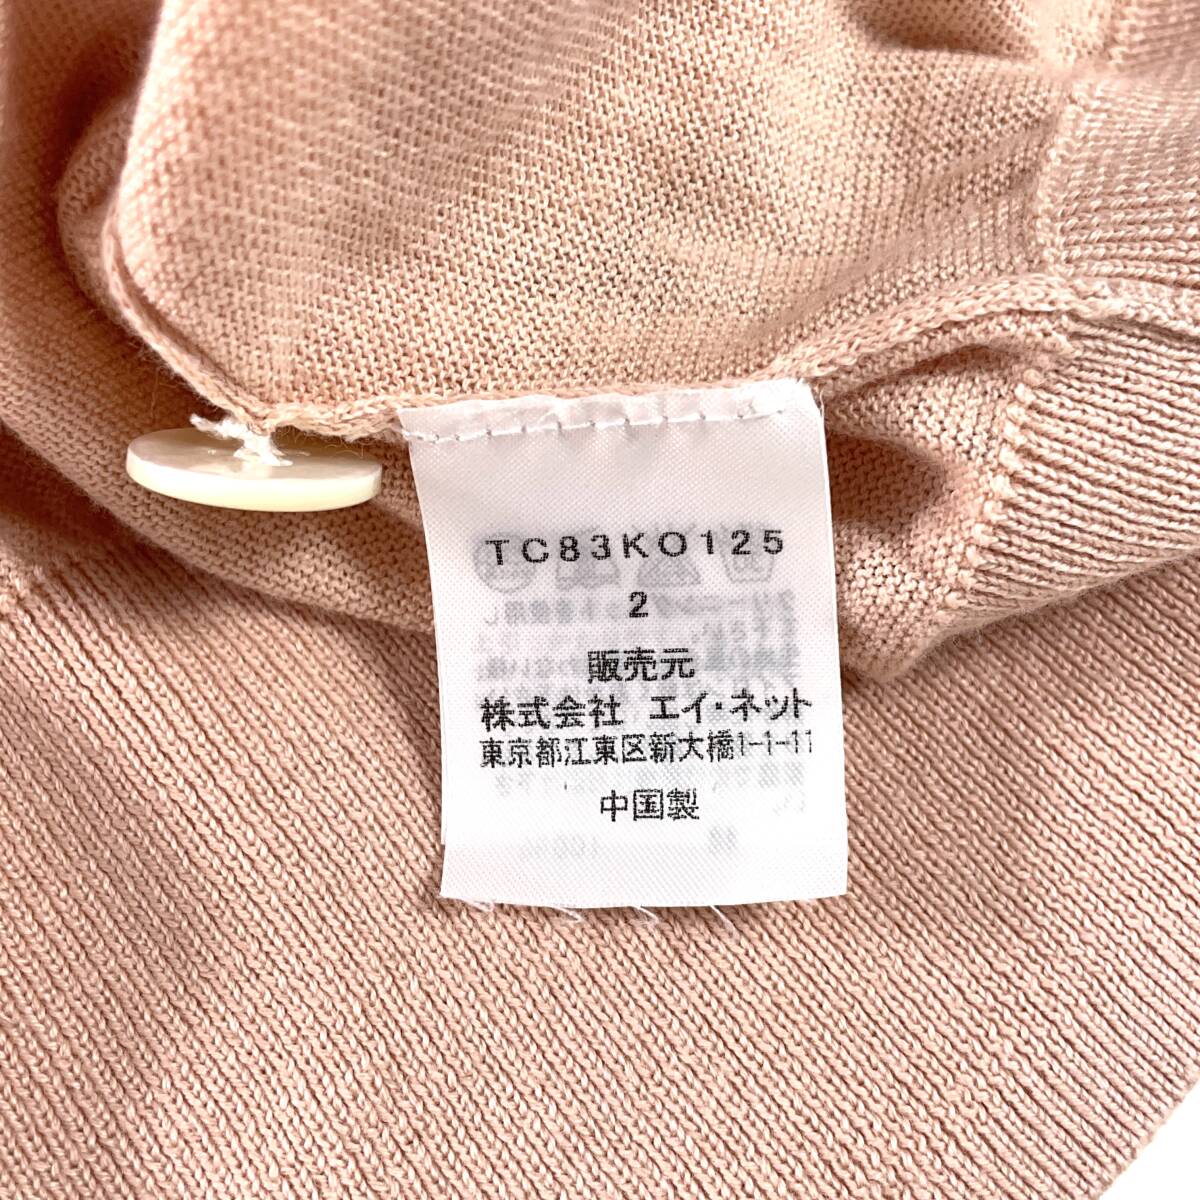 TC83KO125
2
販売元
株式会社 エイ・ネット
東京都江東区新大橋1-1-11
中国製